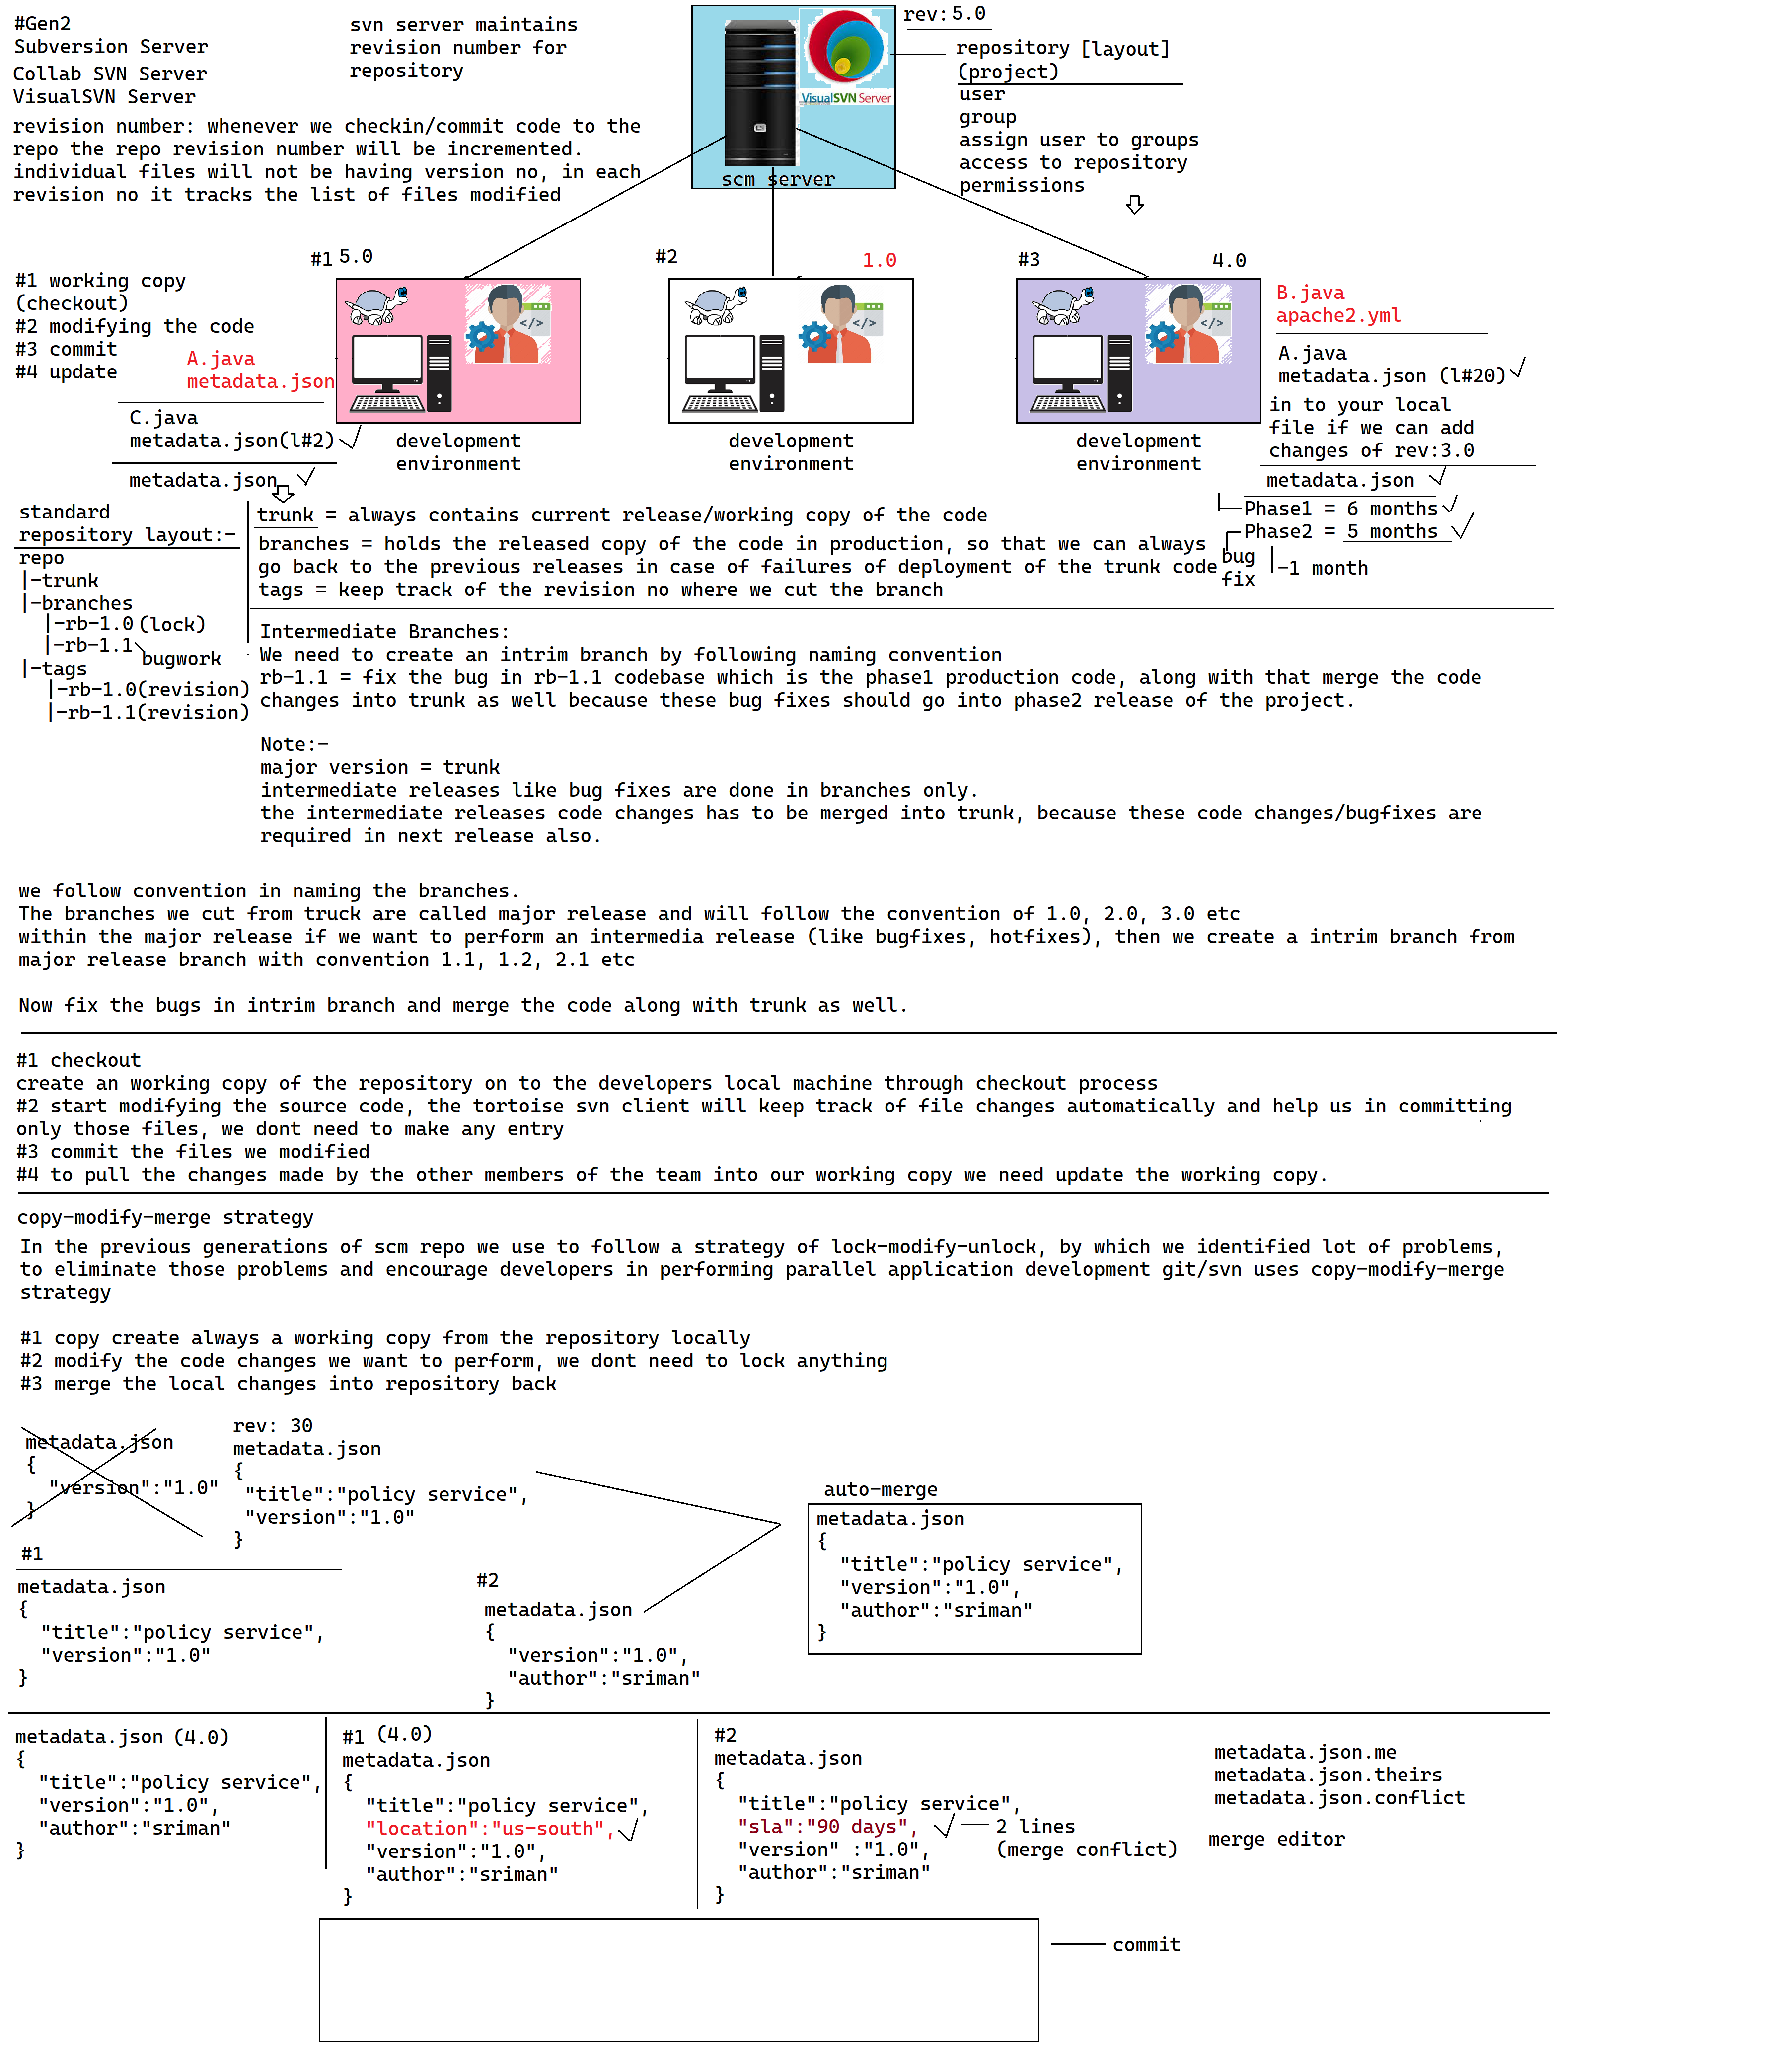 #Gen2
Subversion Server
Collab SVN Server
VisualSVN Server
svn server maintains
revision number for
repository
revision number: whenever we checkin/commit code to the
repo the repo revision number will be incremented.
individual files will not be having version no, in each
revision no it tracks the list of files modified
VisualSVN Server
scm server
rev: 5.0
repository [layout]
(project)
user
group
assign user to groups
access to repository
permissions
#1 working copy
(checkout)
#2 modifying the code
#3 commit
#4 update
A.java
metadata.json
C.java
metadata.json(l#2)
metadata.json
#1 5.0
</>
development
environment
#2
1.0
</>
development
environment
#3
4.0
</>
development
environment
B.java
apache2.yml
A.java
metadata.json (l#20)
in to your local
file if we can add
changes of rev:3.0
metadata.json
Phase1 = 6 months
Phase2 = 5 months
bug
fix
-1 month
standard
repository layout:-
repo
|-trunk
|-branches
|-rb-1.0 (lock)
|-rb-1.1
bugwork
|-tags
|-rb-1.0(revision)
|-rb-1.1(revision)
trunk = always contains current release/working copy of the code
branches = holds the released copy of the code in production, so that we can always
go back to the previous releases in case of failures of deployment of the trunk code
tags = keep track of the revision no where we cut the branch
Intermediate Branches:
We need to create an intrim branch by following naming convention
rb-1.1 = fix the bug in rb-1.1 codebase which is the phase1 production code, along with that merge the code
changes into trunk as well because these bug fixes should go into phase2 release of the project.
Note:-
major version = trunk
intermediate releases like bug fixes are done in branches only.
the intermediate releases code changes has to be merged into trunk, because these code changes/bugfixes are
required in next release also.
we follow convention in naming the branches.
The branches we cut from truck are called major release and will follow the convention of 1.0, 2.0, 3.0 etc
within the major release if we want to perform an intermedia release (like bugfixes, hotfixes), then we create a intrim branch from
major release branch with convention 1.1, 1.2, 2.1 etc
Now fix the bugs in intrim branch and merge the code along with trunk as well.
#1 checkout
create an working copy of the repository on to the developers local machine through checkout process
#2 start modifying the source code, the tortoise svn client will keep track of file changes automatically and help us in committing
only those files, we dont need to make any entry
#3 commit the files we modified
#4 to pull the changes made by the other members of the team into our working copy we need update the working copy.
copy-modify-merge strategy
In the previous generations of scm repo we use to follow a strategy of lock-modify-unlock, by which we identified lot of problems,
to eliminate those problems and encourage developers in performing parallel application development git/svn uses copy-modify-merge
strategy
#1 copy create always a working copy from the repository locally
#2 modify the code changes we want to perform, we dont need to lock anything
#3 merge the local changes into repository back
metadata.json
{
"version":"1.0"
}
rev: 30
metadata.json
{
"title":"policy service",
"version":"1.0"
}
#1
metadata.json
{
"title":"policy service",
"version":"1.0"
}
#2
metadata.json
{
"version":"1.0",
"author":"sriman"
}
auto-merge
metadata.json
{
"title":"policy service",
"version":"1.0",
"author":"sriman"
}
metadata.json (4.0)
{
"title":"policy service",
"version":"1.0",
"author":"sriman"
}
#1 (4.0)
metadata.json
{
"title":"policy service",
"location":"us-south",
"version":"1.0",
"author":"sriman"
}
#2
metadata.json
{
"title":"policy service",
"sla":"90 days",
"version" :"1.0",
"author":"sriman"
}
2 lines
(merge conflict)
metadata.json.me
metadata.json.theirs
metadata.json.conflict
merge editor
commit